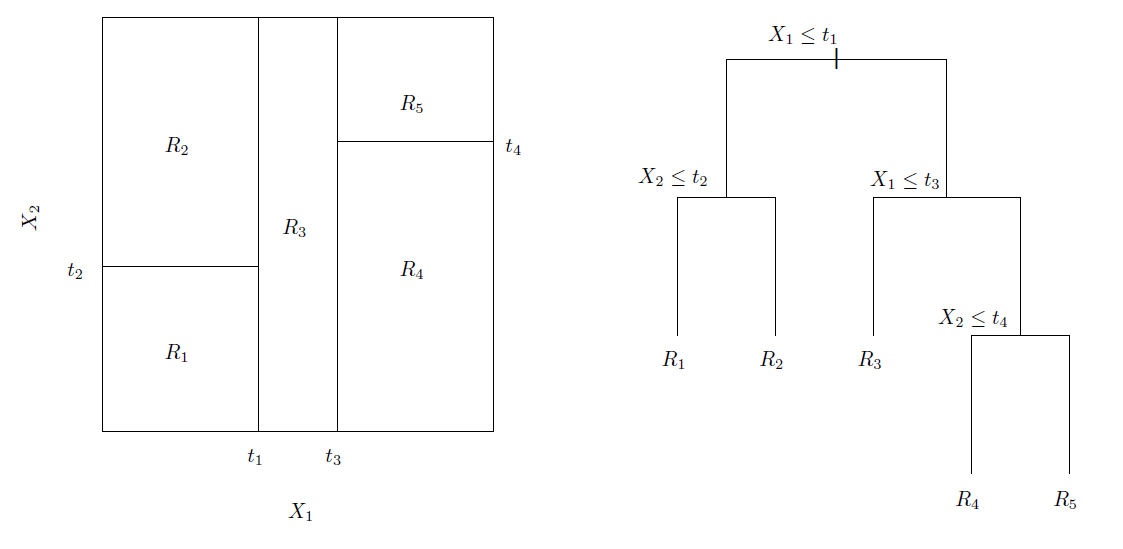 R₅
R₂
t₄
X₂
R₃
t₂
R₄
R₁
t₁ t₃
X₁
X₁ ≤ t₁
X₂ ≤ t₂
X₁ ≤ t₃
X₂ ≤ t₄
R₁ R₂ R₃
R₄ R₅